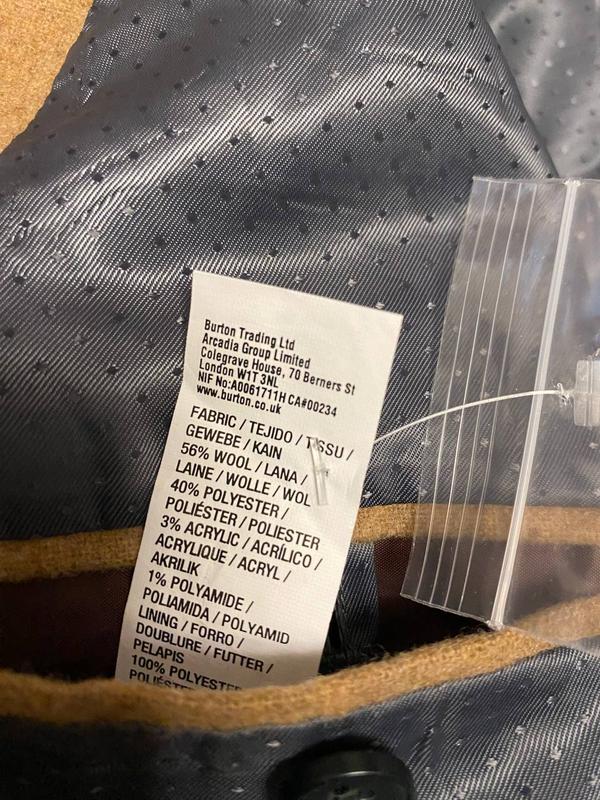 Burton Trading Ltd
Arcadia Group Limited
Colegrave House, 70 Berners St
London W1T 3NL
NIF No:A0061711H CA#00234
www.burton.co.uk
FABRIC / TEJIDO / TISSU /
GEWEBE / KAIN
56% WOOL / LANA /
LAINE / WOLLE / WOL
40% POLYESTER /
POLIÉSTER / POLIESTER
3% ACRYLIC / ACRÍLICO /
ACRYLIQUE / ACRYL /
AKRILIK
1% POLYAMIDE /
POLIAMIDA / POLYAMID
LINING / FORRO /
DOUBLURE / FUTTER /
PELAPIS
100% POLYESTER
POLIÉSTER